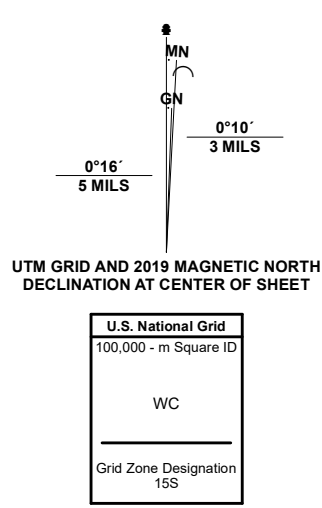 MN
GN
0°10´
3 MILS
0°16´
5 MILS
UTM GRID AND 2019 MAGNETIC NORTH
DECLINATION AT CENTER OF SHEET
U.S. National Grid
100,000 - m Square ID
WC
Grid Zone Designation
15S